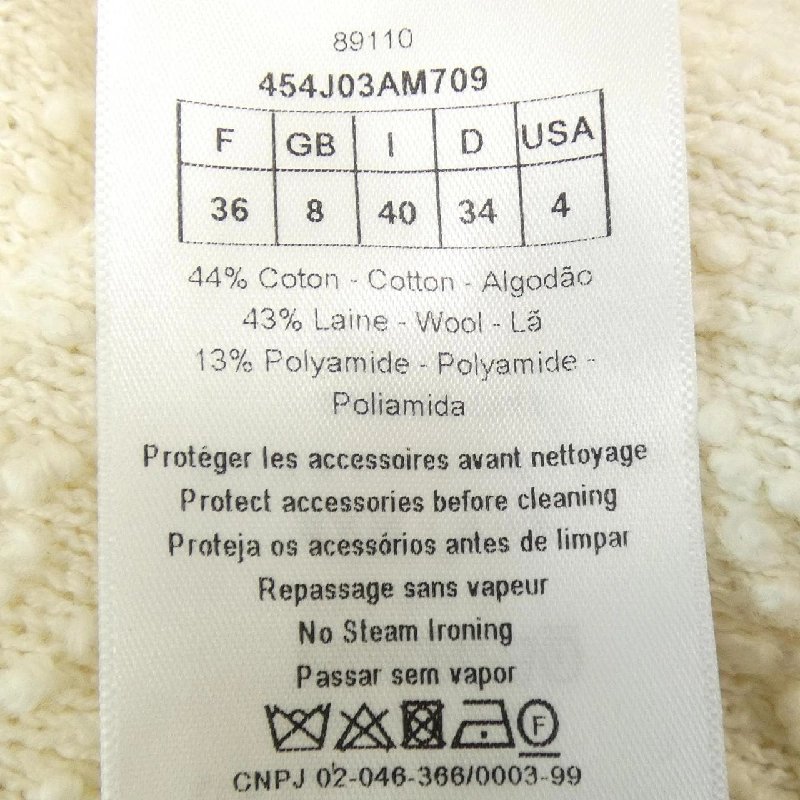 89110
454J03AM709
F GB I D USA
36 8 40 34 4
44% Coton - Cotton - Algodão
43% Laine - Wool - Lã
13% Polyamide - Polyamide -
Poliamida
Protéger les accessoires avant nettoyage
Protect accessories before cleaning
Proteja os acessórios antes de limpar
Repassage sans vapeur
No Steam Ironing
Passar sem vapor
F
CNPJ 02-046-366/0003-99